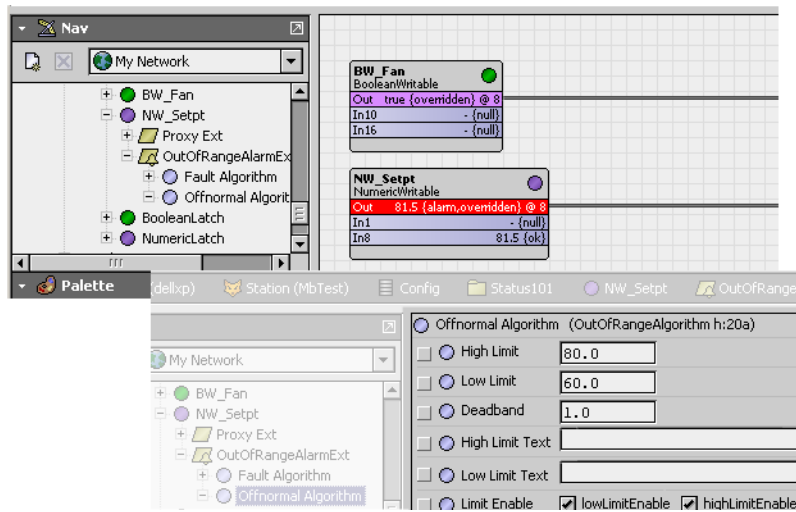 Nav
My Network
BW_Fan
NW_Setpt
Proxy Ext
OutOfRangeAlarmEx
Fault Algorithm
Offnormal Algorit
BooleanLatch
NumericLatch
BW_Fan
BooleanWritable
Out true {overridden} @ 8
In10 - {null}
In16 - {null}
NW_Setpt
NumericWritable
Out 81.5 {alarm,overridden} @ 8
In1 - {null}
In8 81.5 {ok}
Palette
(dellxp) Station (MbTest) Config Status101 NW_Setpt OutOfRange
My Network
BW_Fan
NW_Setpt
Proxy Ext
OutOfRangeAlarmExt
Fault Algorithm
Offnormal Algorithm
Offnormal Algorithm (OutOfRangeAlgorithm h:20a)
High Limit 80.0
Low Limit 60.0
Deadband 1.0
High Limit Text
Low Limit Text
Limit Enable lowLimitEnable highLimitEnable